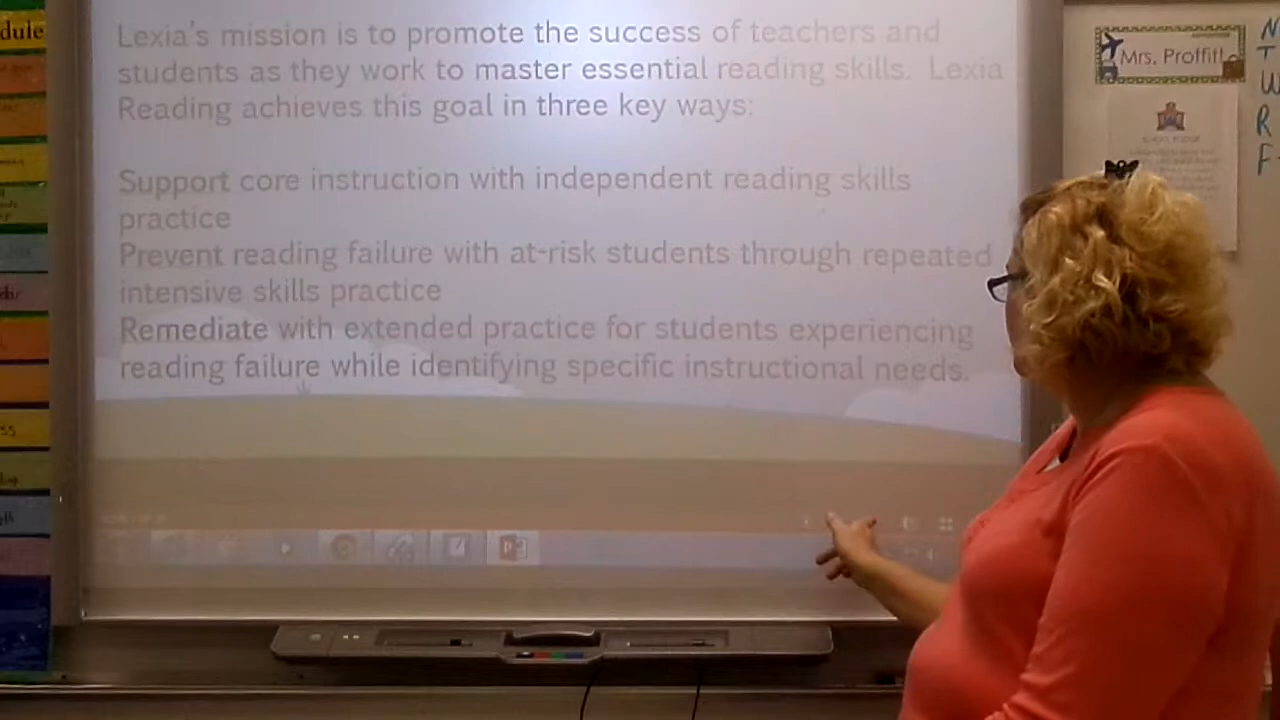 Lexia's mission is to promote the success of teachers and
students as they work to master essential reading skills. Lexia
Reading achieves this goal in three key ways:
Support core instruction with independent reading skills
practice
Prevent reading failure with at-risk students through repeated
intensive skills practice
Remediate with extended practice for students experiencing
reading failure while identifying specific instructional needs.
Mrs. Proffitt
N
T
W
R
F
dule